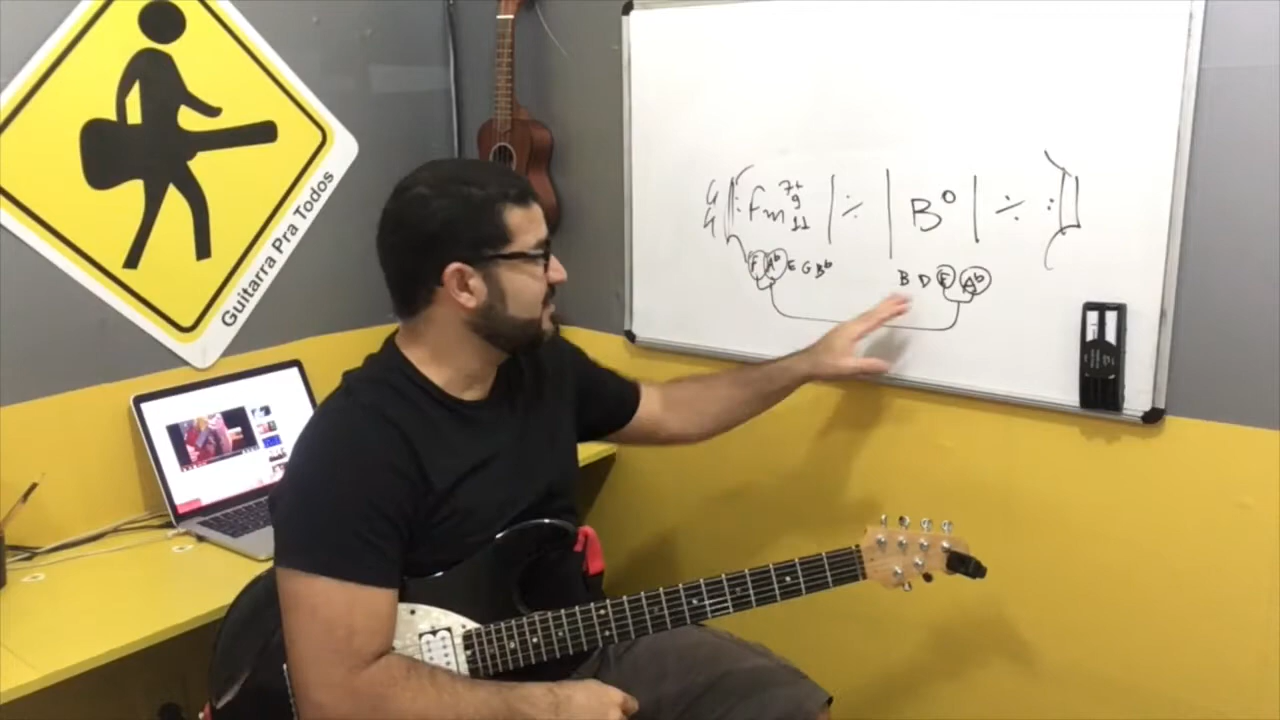 Guitarra Pra Todos
4
4
||: Fm 7+ 9 11 | ٪ | B° | ٪ :||
F Ab E G Bb
B D F Ab